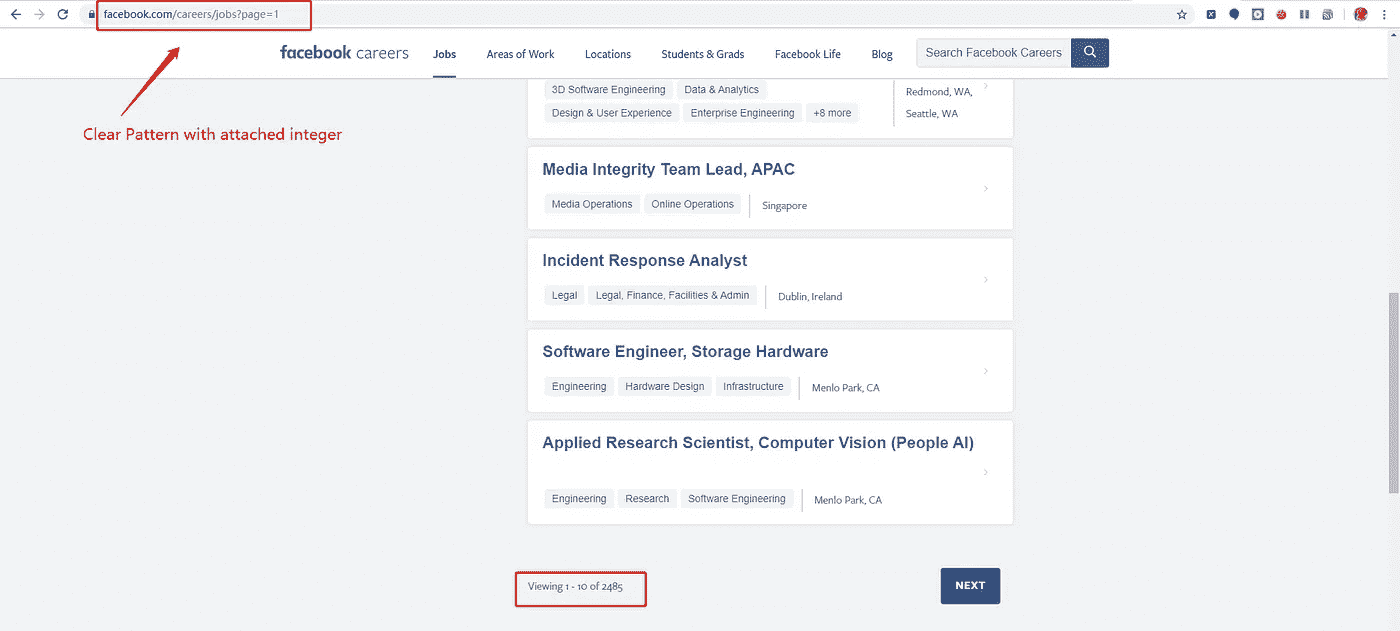 facebook.com/careers/jobs?page=1
facebook careers Jobs Areas of Work Locations Students & Grads Facebook Life Blog Search Facebook Careers
Clear Pattern with attached integer
3D Software Engineering Data & Analytics
Design & User Experience Enterprise Engineering +8 more
Redmond, WA,
Seattle, WA
Media Integrity Team Lead, APAC
Media Operations Online Operations Singapore
Incident Response Analyst
Legal Legal, Finance, Facilities & Admin Dublin, Ireland
Software Engineer, Storage Hardware
Engineering Hardware Design Infrastructure Menlo Park, CA
Applied Research Scientist, Computer Vision (People AI)
Engineering Research Software Engineering Menlo Park, CA
Viewing 1 - 10 of 2485
NEXT